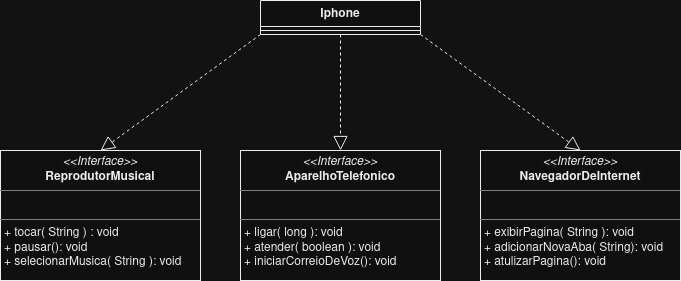 Iphone
<<Interface>>
ReprodutorMusical
+ tocar( String ) : void
+ pausar(): void
+ selecionarMusica( String ): void
<<Interface>>
AparelhoTelefonico
+ ligar( long ): void
+ atender( boolean ): void
+ iniciarCorreioDeVoz(): void
<<Interface>>
NavegadorDeInternet
+ exibirPagina( String ): void
+ adicionarNovaAba( String): void
+ atulizarPagina(): void